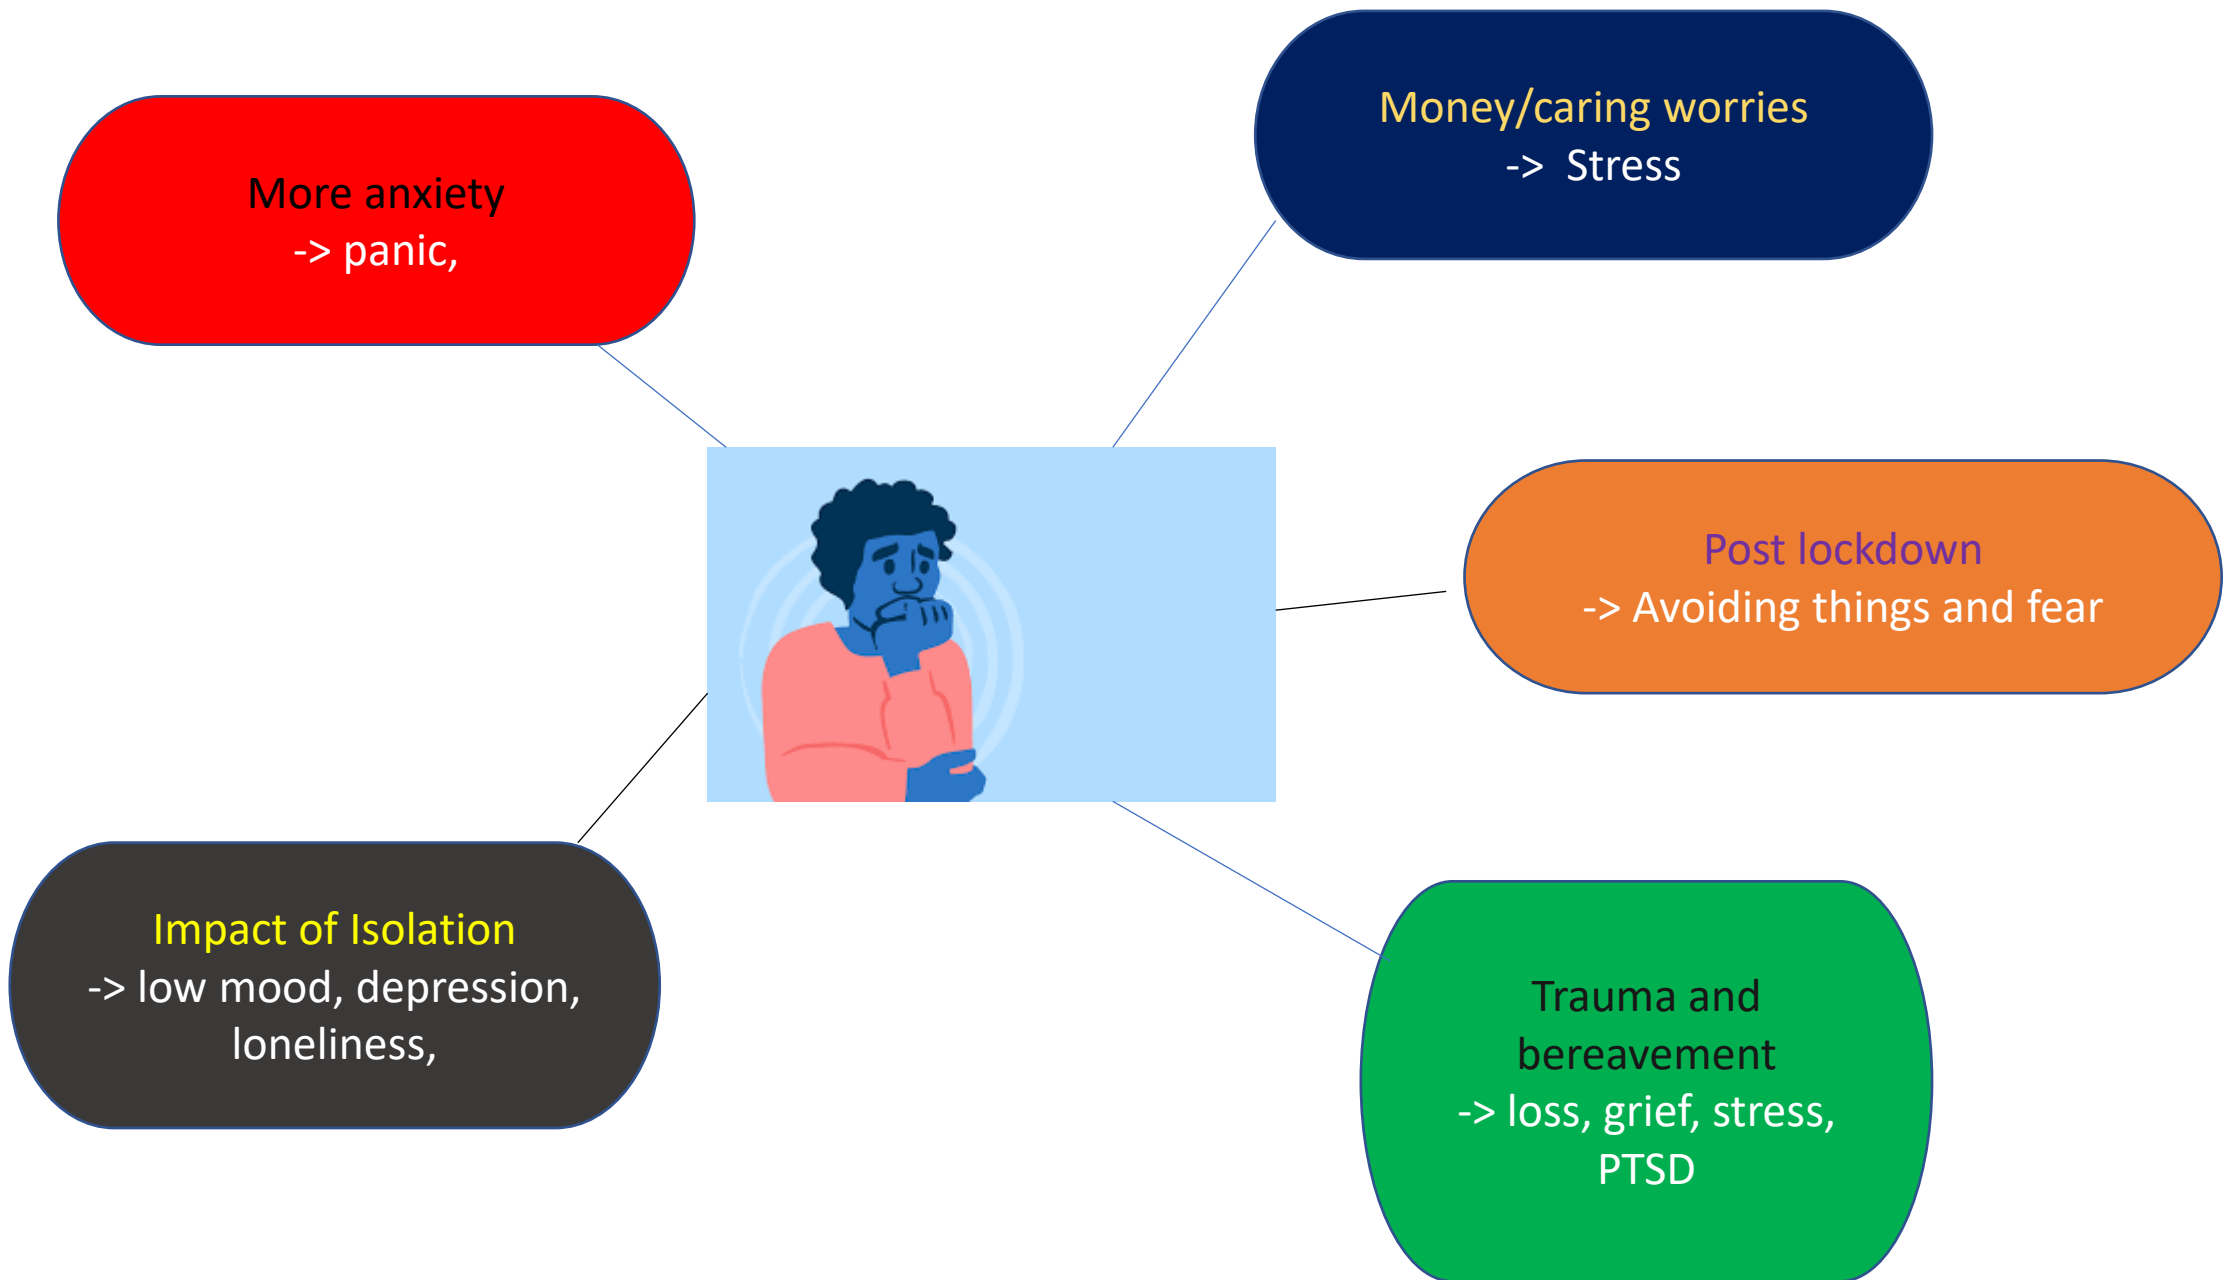 More anxiety
-> panic,
Money/caring worries
-> Stress
Post lockdown
-> Avoiding things and fear
Impact of Isolation
-> low mood, depression,
loneliness,
Trauma and
bereavement
-> loss, grief, stress,
PTSD